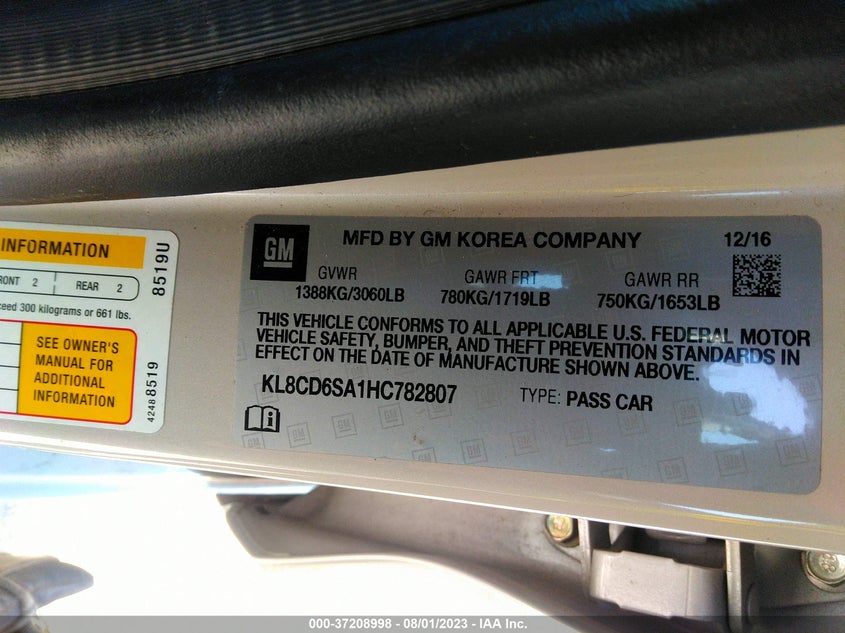 INFORMATION
RONT 2 REAR 2
ceed 300 kilograms or 661 lbs.
SEE OWNER'S
MANUAL FOR
ADDITIONAL
INFORMATION
8519U
4248 8519
GM
MFD BY GM KOREA COMPANY 12/16
GVWR GAWR FRT GAWR RR
1388KG/3060LB 780KG/1719LB 750KG/1653LB
THIS VEHICLE CONFORMS TO ALL APPLICABLE U.S. FEDERAL MOTOR
VEHICLE SAFETY, BUMPER, AND THEFT PREVENTION STANDARDS IN
EFFECT ON THE DATE OF MANUFACTURE SHOWN ABOVE.
KL8CD6SA1HC782807 TYPE: PASS CAR
000-37208998 - 08/01/2023 - IAA Inc.